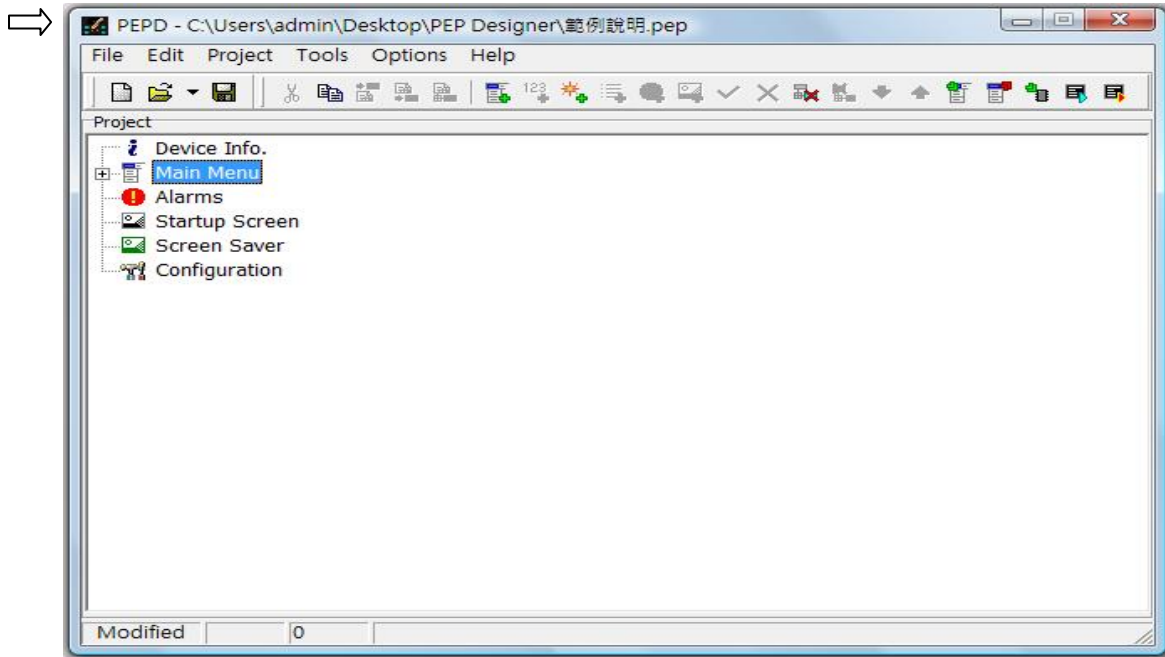 PEPD - C:\Users\admin\Desktop\PEP Designer\範例說明.pep
File Edit Project Tools Options Help
123
Project
Device Info.
Main Menu
Alarms
Startup Screen
Screen Saver
Configuration
Modified 0